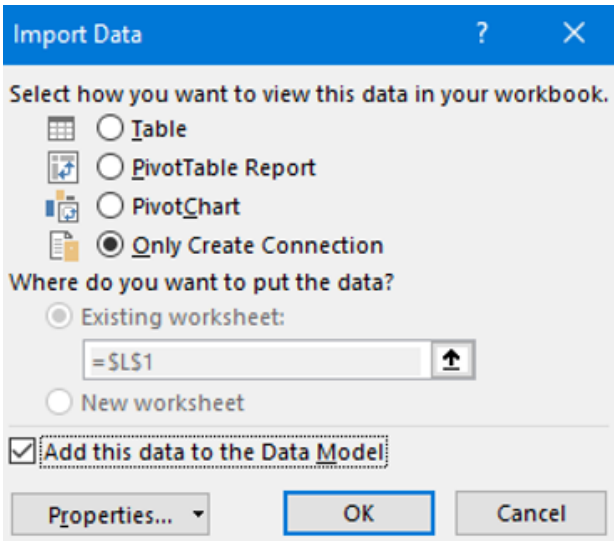 Import Data ?
Select how you want to view this data in your workbook.
Table
PivotTable Report
PivotChart
Only Create Connection
Where do you want to put the data?
Existing worksheet:
=$L$1
New worksheet
Add this data to the Data Model
Properties... OK Cancel